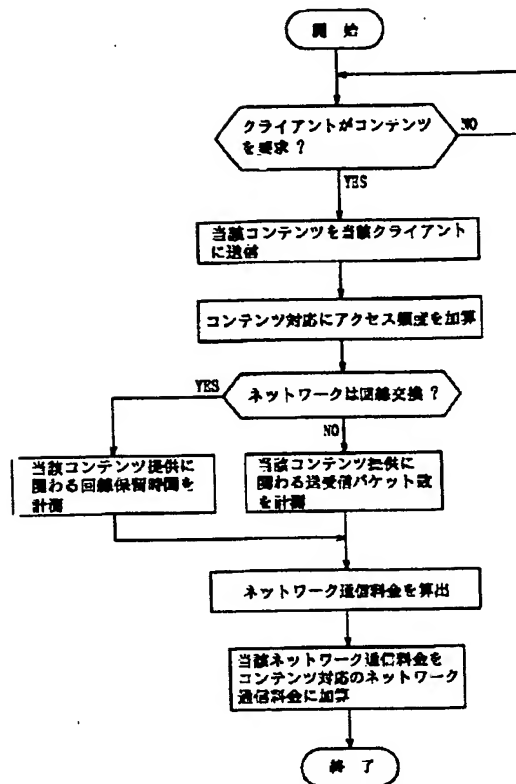 開 始
クライアントがコンテンツ
を要求 ?
NO
YES
当該コンテンツを当該クライアント
に送信
コンテンツ対応にアクセス頻度を加算
YES
ネットワークは回線交換 ?
NO
当該コンテンツ提供に
関わる回線保留時間を
計測
当該コンテンツ提供に
関わる送受信パケット数
を計測
ネットワーク通信料金を算出
当該ネットワーク通信料金を
コンテンツ対応のネットワーク
通信料金に加算
終 了